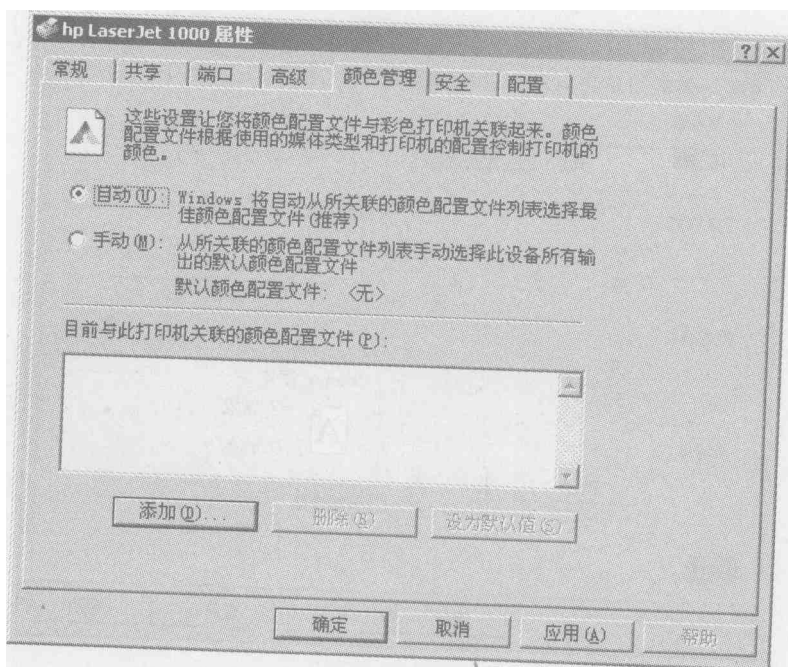 hp LaserJet 1000 属性
? ×
常规 共享 端口 高级 颜色管理 安全 配置
这些设置让您将颜色配置文件与彩色打印机关联起来。颜色
配置文件根据使用的媒体类型和打印机的配置控制打印机的
颜色。
自动(U): Windows 将自动从所关联的颜色配置文件列表选择最
佳颜色配置文件(推荐)
手动(M): 从所关联的颜色配置文件列表手动选择此设备所有输
出的默认颜色配置文件
默认颜色配置文件: <无>
目前与此打印机关联的颜色配置文件(P):
添加(D)... 删除(R) 设为默认值(S)
确定 取消 应用(A) 帮助